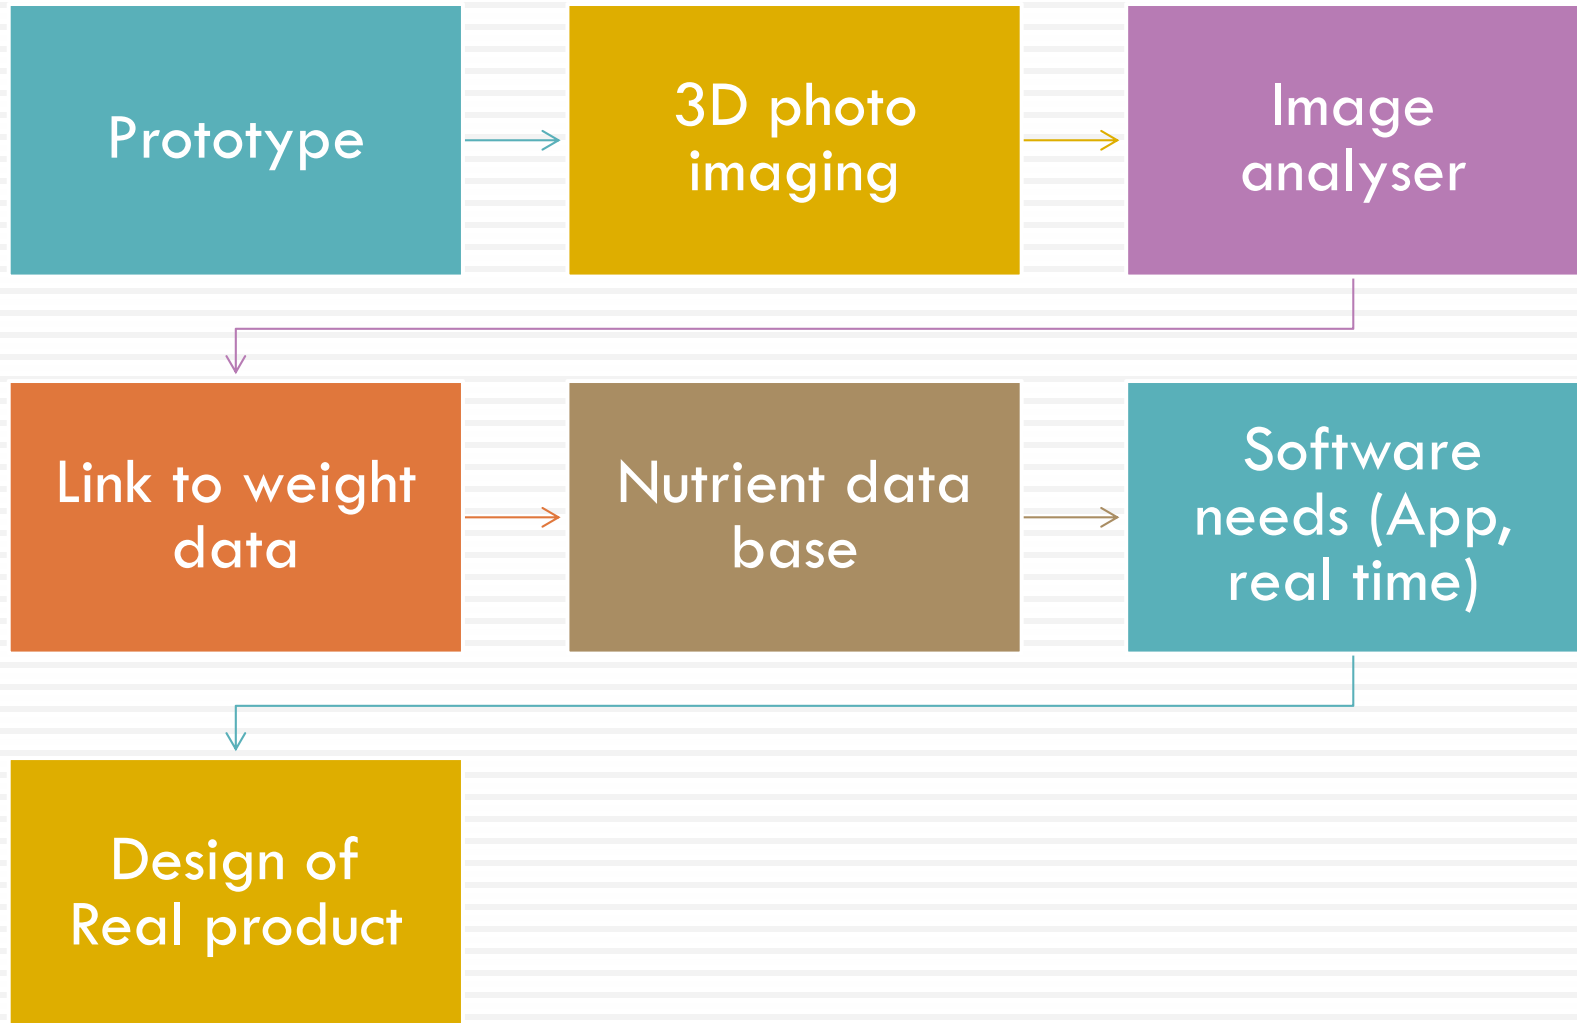 Prototype
3D photo
imaging
Image
analyser
Link to weight
data
Nutrient data
base
Software
needs (App,
real time)
Design of
Real product